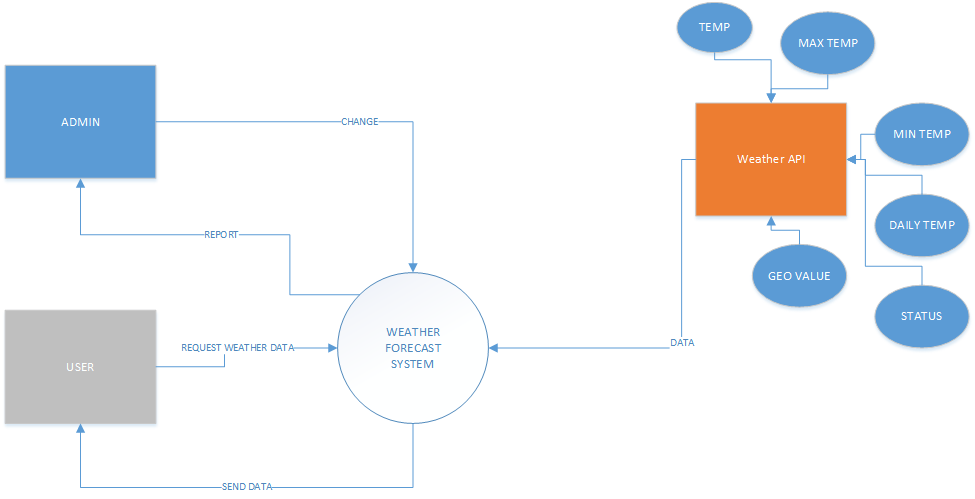 TEMP
MAX TEMP
ADMIN
CHANGE
MIN TEMP
Weather API
REPORT
DAILY TEMP
GEO VALUE
STATUS
REQUEST WEATHER DATA
WEATHER
FORECAST
SYSTEM
DATA
USER
SEND DATA